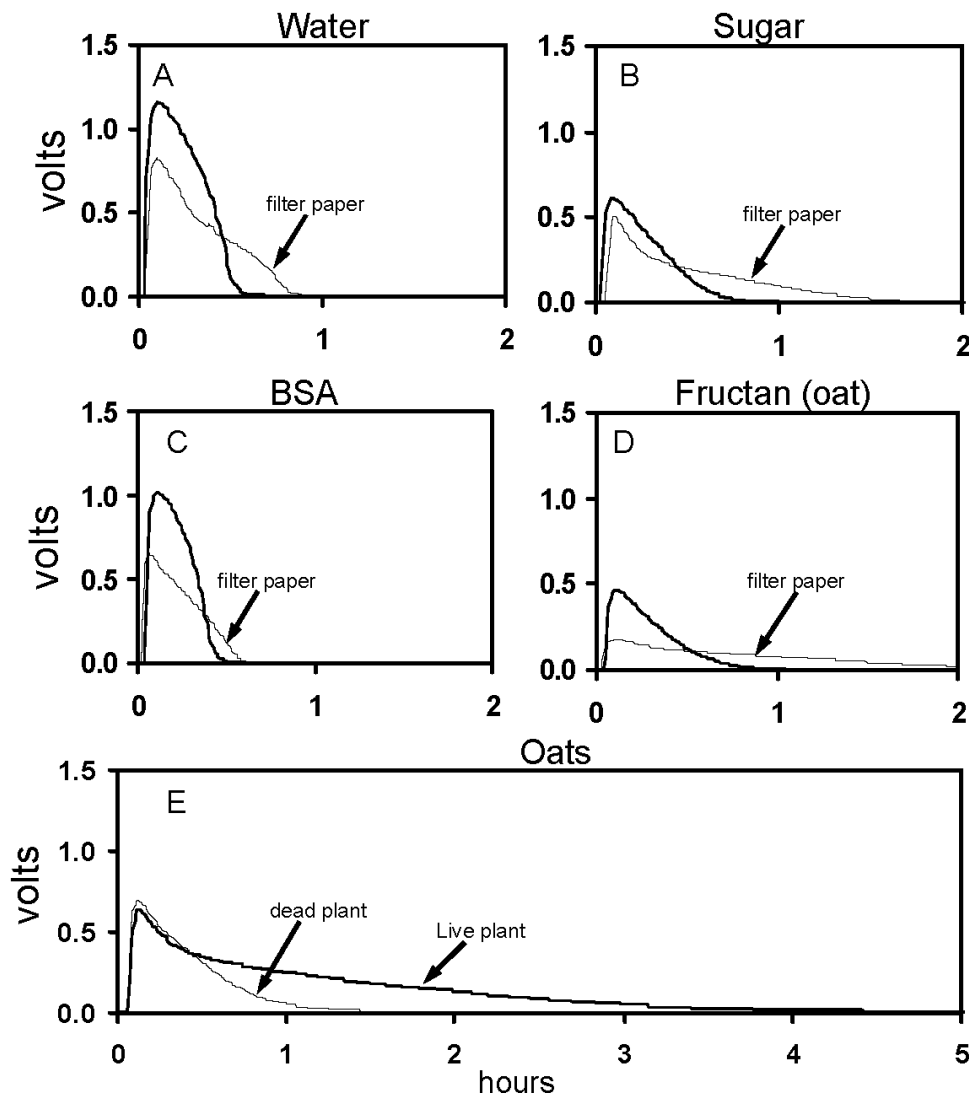 Water
1.5
A
1.0
volts
0.5
filter paper
0.0
0
1
2
Sugar
1.5
B
1.0
0.5
filter paper
0.0
0
1
2
BSA
1.5
C
1.0
volts
0.5
filter paper
0.0
0
1
2
Fructan (oat)
1.5
D
1.0
0.5
filter paper
0.0
0
1
2
Oats
1.5
E
1.0
volts
dead plant
Live plant
0.5
0.0
0
1
2
3
4
5
hours